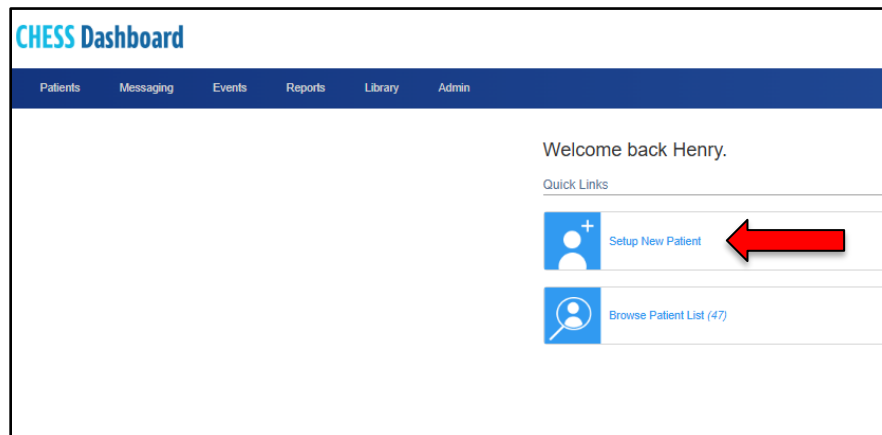 CHESS Dashboard
Patients Messaging Events Reports Library Admin
Welcome back Henry.
Quick Links
Setup New Patient
Browse Patient List (47)